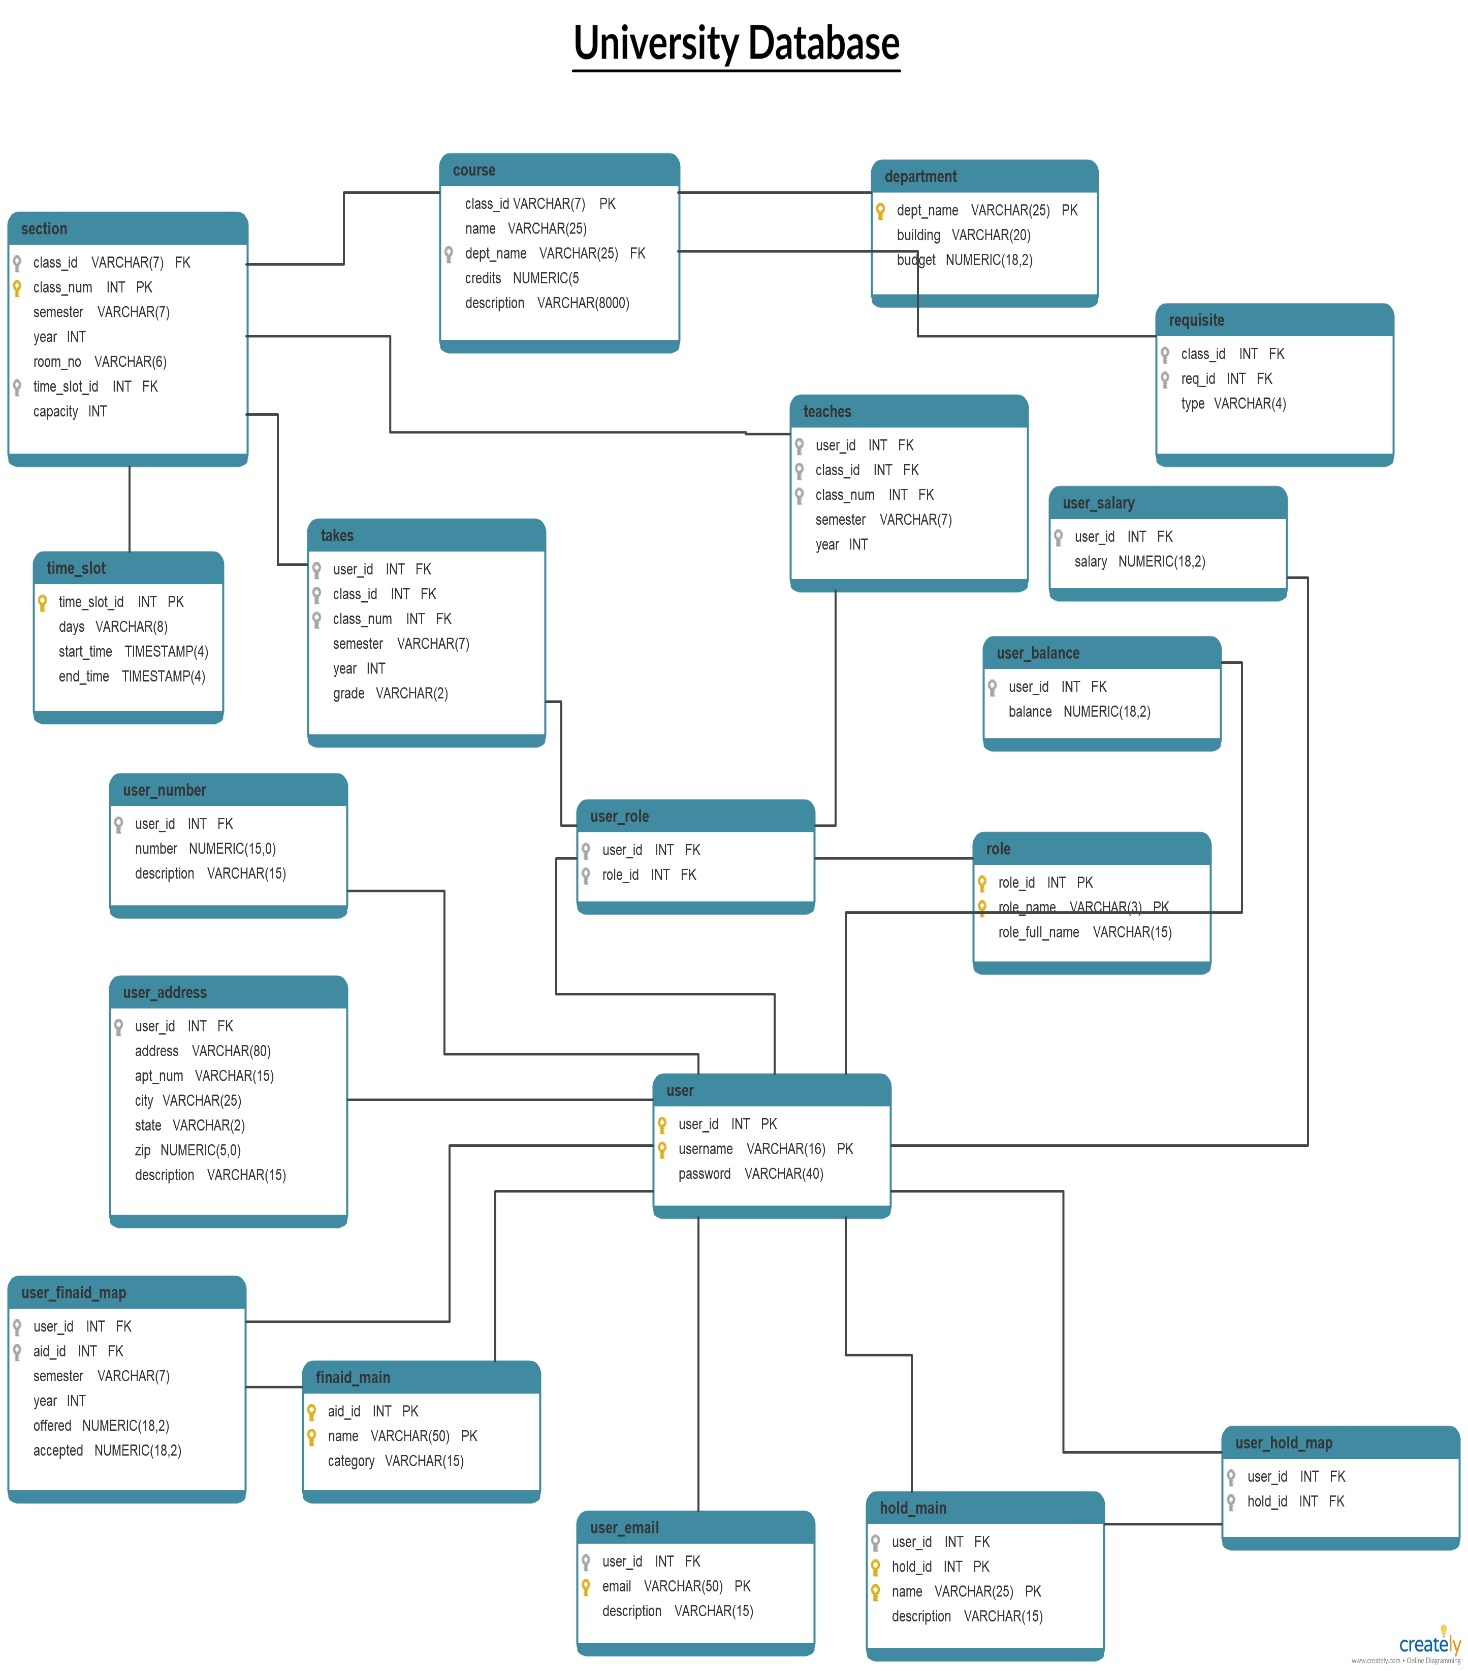 University Database
course
class_id VARCHAR(7) PK
name VARCHAR(25)
dept_name VARCHAR(25) FK
credits NUMERIC(5
description VARCHAR(8000)
department
dept_name VARCHAR(25) PK
building VARCHAR(20)
budget NUMERIC(18,2)
section
class_id VARCHAR(7) FK
class_num INT PK
semester VARCHAR(7)
year INT
room_no VARCHAR(6)
time_slot_id INT FK
capacity INT
requisite
class_id INT FK
req_id INT FK
type VARCHAR(4)
teaches
user_id INT FK
class_id INT FK
class_num INT FK
semester VARCHAR(7)
year INT
user_salary
user_id INT FK
salary NUMERIC(18,2)
takes
user_id INT FK
class_id INT FK
class_num INT FK
semester VARCHAR(7)
year INT
grade VARCHAR(2)
time_slot
time_slot_id INT PK
days VARCHAR(8)
start_time TIMESTAMP(4)
end_time TIMESTAMP(4)
user_balance
user_id INT FK
balance NUMERIC(18,2)
user_number
user_id INT FK
number NUMERIC(15,0)
description VARCHAR(15)
user_role
user_id INT FK
role_id INT FK
role
role_id INT PK
role_name VARCHAR(3) PK
role_full_name VARCHAR(15)
user_address
user_id INT FK
address VARCHAR(80)
apt_num VARCHAR(15)
city VARCHAR(25)
state VARCHAR(2)
zip NUMERIC(5,0)
description VARCHAR(15)
user
user_id INT PK
username VARCHAR(16) PK
password VARCHAR(40)
user_finaid_map
user_id INT FK
aid_id INT FK
semester VARCHAR(7)
year INT
offered NUMERIC(18,2)
accepted NUMERIC(18,2)
finaid_main
aid_id INT PK
name VARCHAR(50) PK
category VARCHAR(15)
user_email
user_id INT FK
email VARCHAR(50) PK
description VARCHAR(15)
hold_main
user_id INT FK
hold_id INT PK
name VARCHAR(25) PK
description VARCHAR(15)
user_hold_map
user_id INT FK
hold_id INT FK
creately
www.creately.com • Online Diagramming